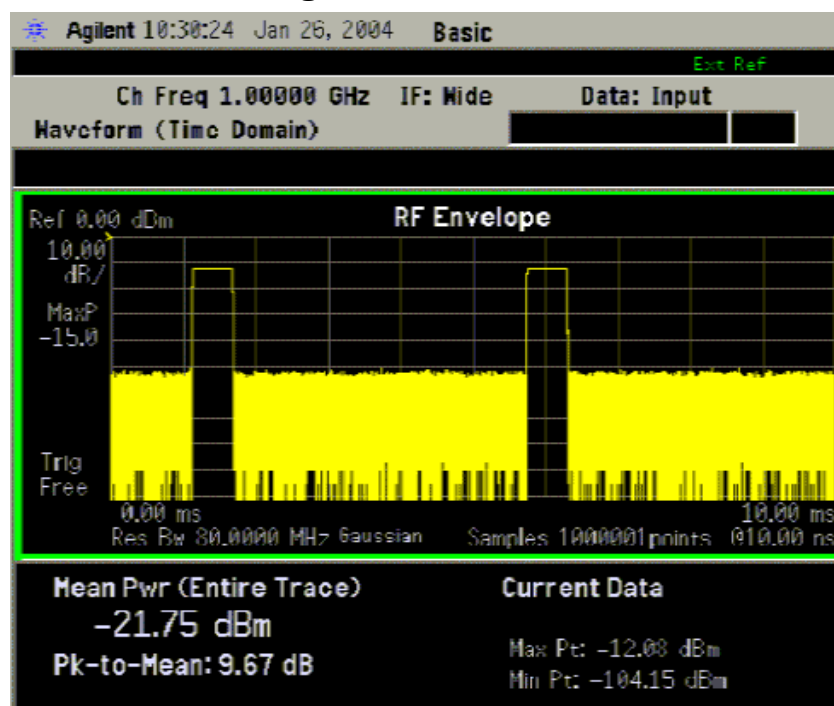 Agilent 10:30:24 Jan 26, 2004 Basic
Ext Ref
Ch Freq 1.00000 GHz IF: Wide Data: Input
Waveform (Time Domain)
Ref 0.00 dBm RF Envelope
10.00
dB/
MaxP
-15.0
Trig
Free
0.00 ms 10.00 ms
Res Bw 80.0000 MHz Gaussian Samples 1000001 points @10.00 ns
Mean Pwr (Entire Trace) Current Data
-21.75 dBm
Max Pt: -12.08 dBm
Pk-to-Mean: 9.67 dB
Min Pt: -104.15 dBm